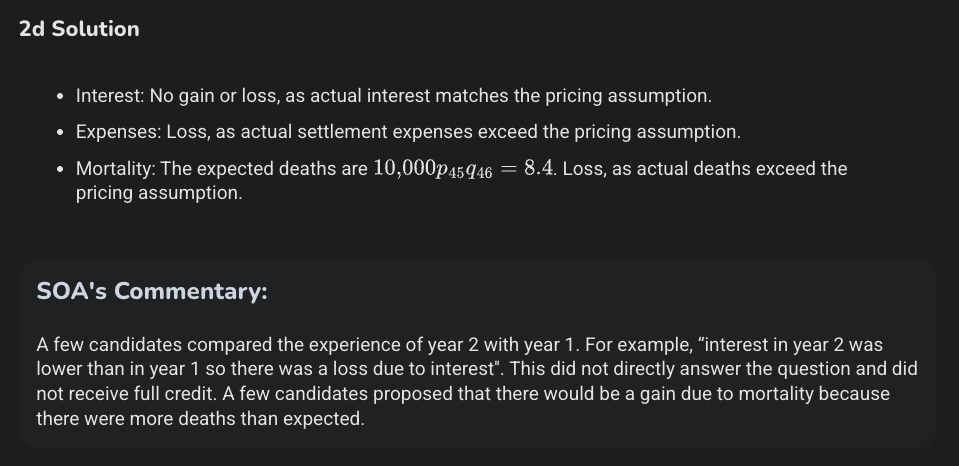 2d Solution
• Interest: No gain or loss, as actual interest matches the pricing assumption.
• Expenses: Loss, as actual settlement expenses exceed the pricing assumption.
• Mortality: The expected deaths are 10,000p₄₅q₄₆ = 8.4. Loss, as actual deaths exceed the
pricing assumption.
SOA's Commentary:
A few candidates compared the experience of year 2 with year 1. For example, “interest in year 2 was
lower than in year 1 so there was a loss due to interest". This did not directly answer the question and did
not receive full credit. A few candidates proposed that there would be a gain due to mortality because
there were more deaths than expected.